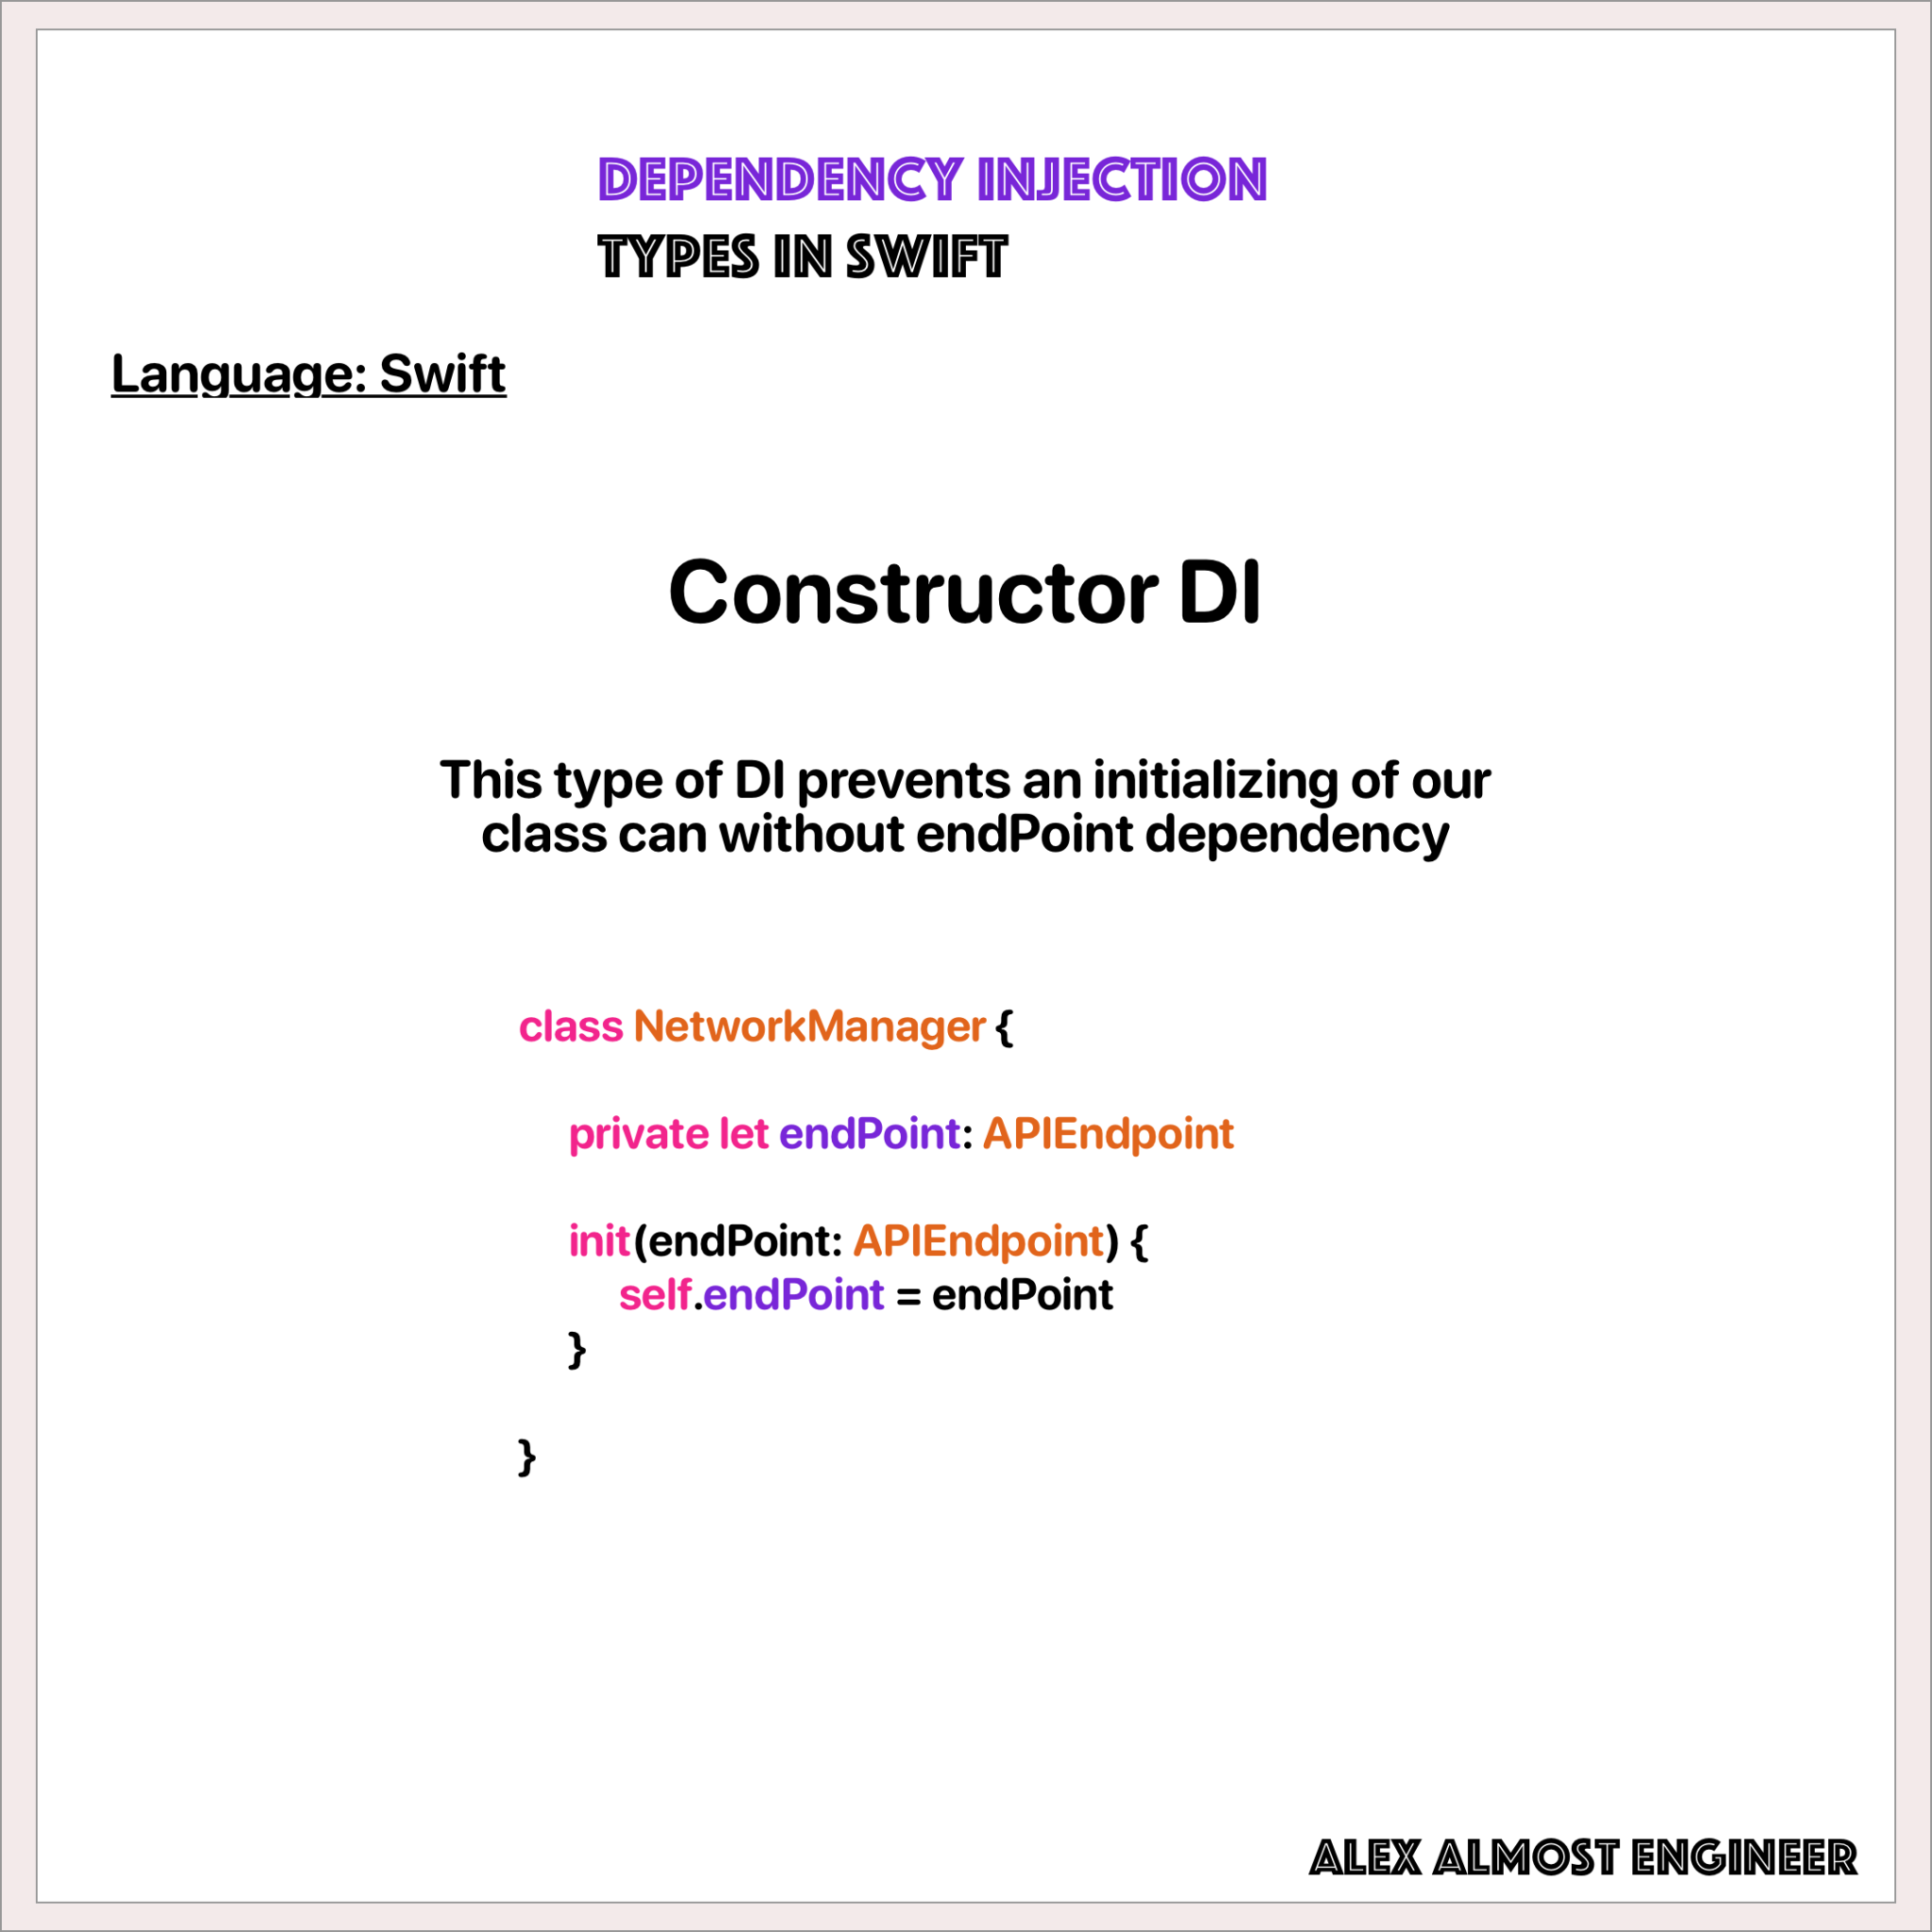 DEPENDENCY INJECTION
TYPES IN SWIFT
Language: Swift
Constructor DI
This type of DI prevents an initializing of our
class can without endPoint dependency
class NetworkManager {
private let endPoint: APIEndpoint
init(endPoint: APIEndpoint) {
self.endPoint = endPoint
}
}
ALEX ALMOST ENGINEER